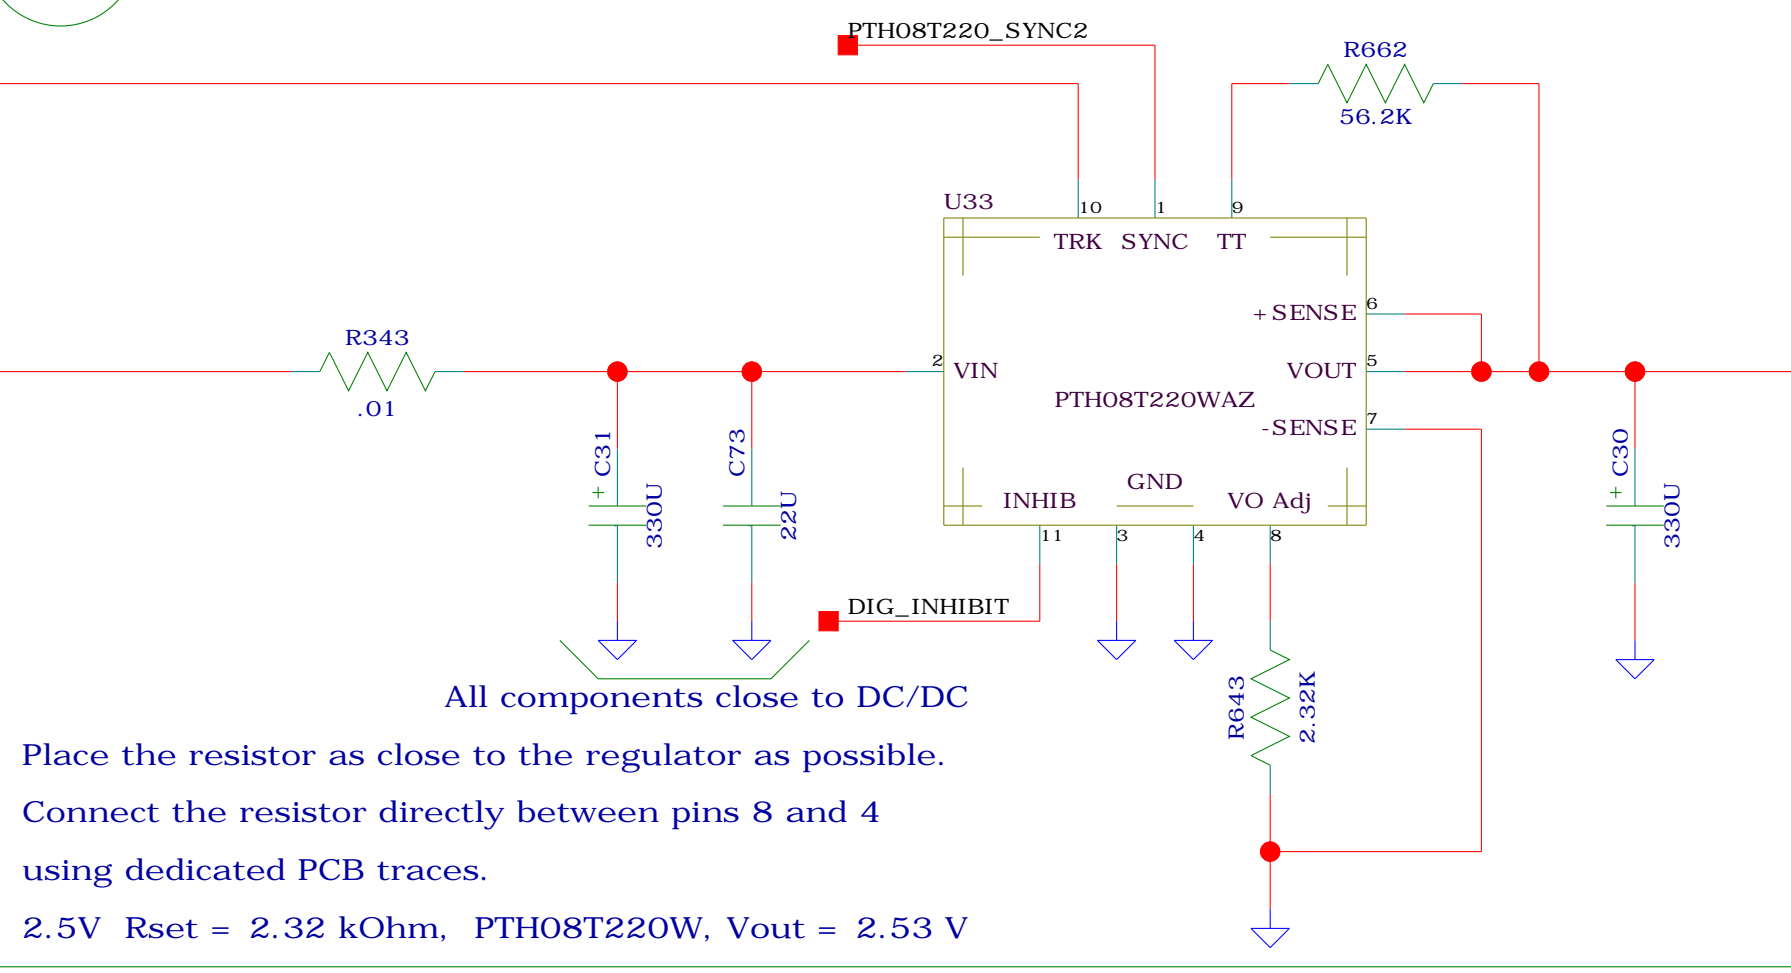 PTH08T220_SYNC2
R662
56.2K
U33
10
1
9
TRK
SYNC
TT
6
+SENSE
R343
.01
2
VIN
VOUT
5
PTH08T220WAZ
7
-SENSE
C31
+
330U
C73
22U
C30
+
330U
GND
INHIB
VO Adj
11
3
4
8
DIG_INHIBIT
R643
2.32K
All components close to DC/DC
Place the resistor as close to the regulator as possible.
Connect the resistor directly between pins 8 and 4
using dedicated PCB traces.
2.5V Rset = 2.32 kOhm, PTH08T220W, Vout = 2.53 V